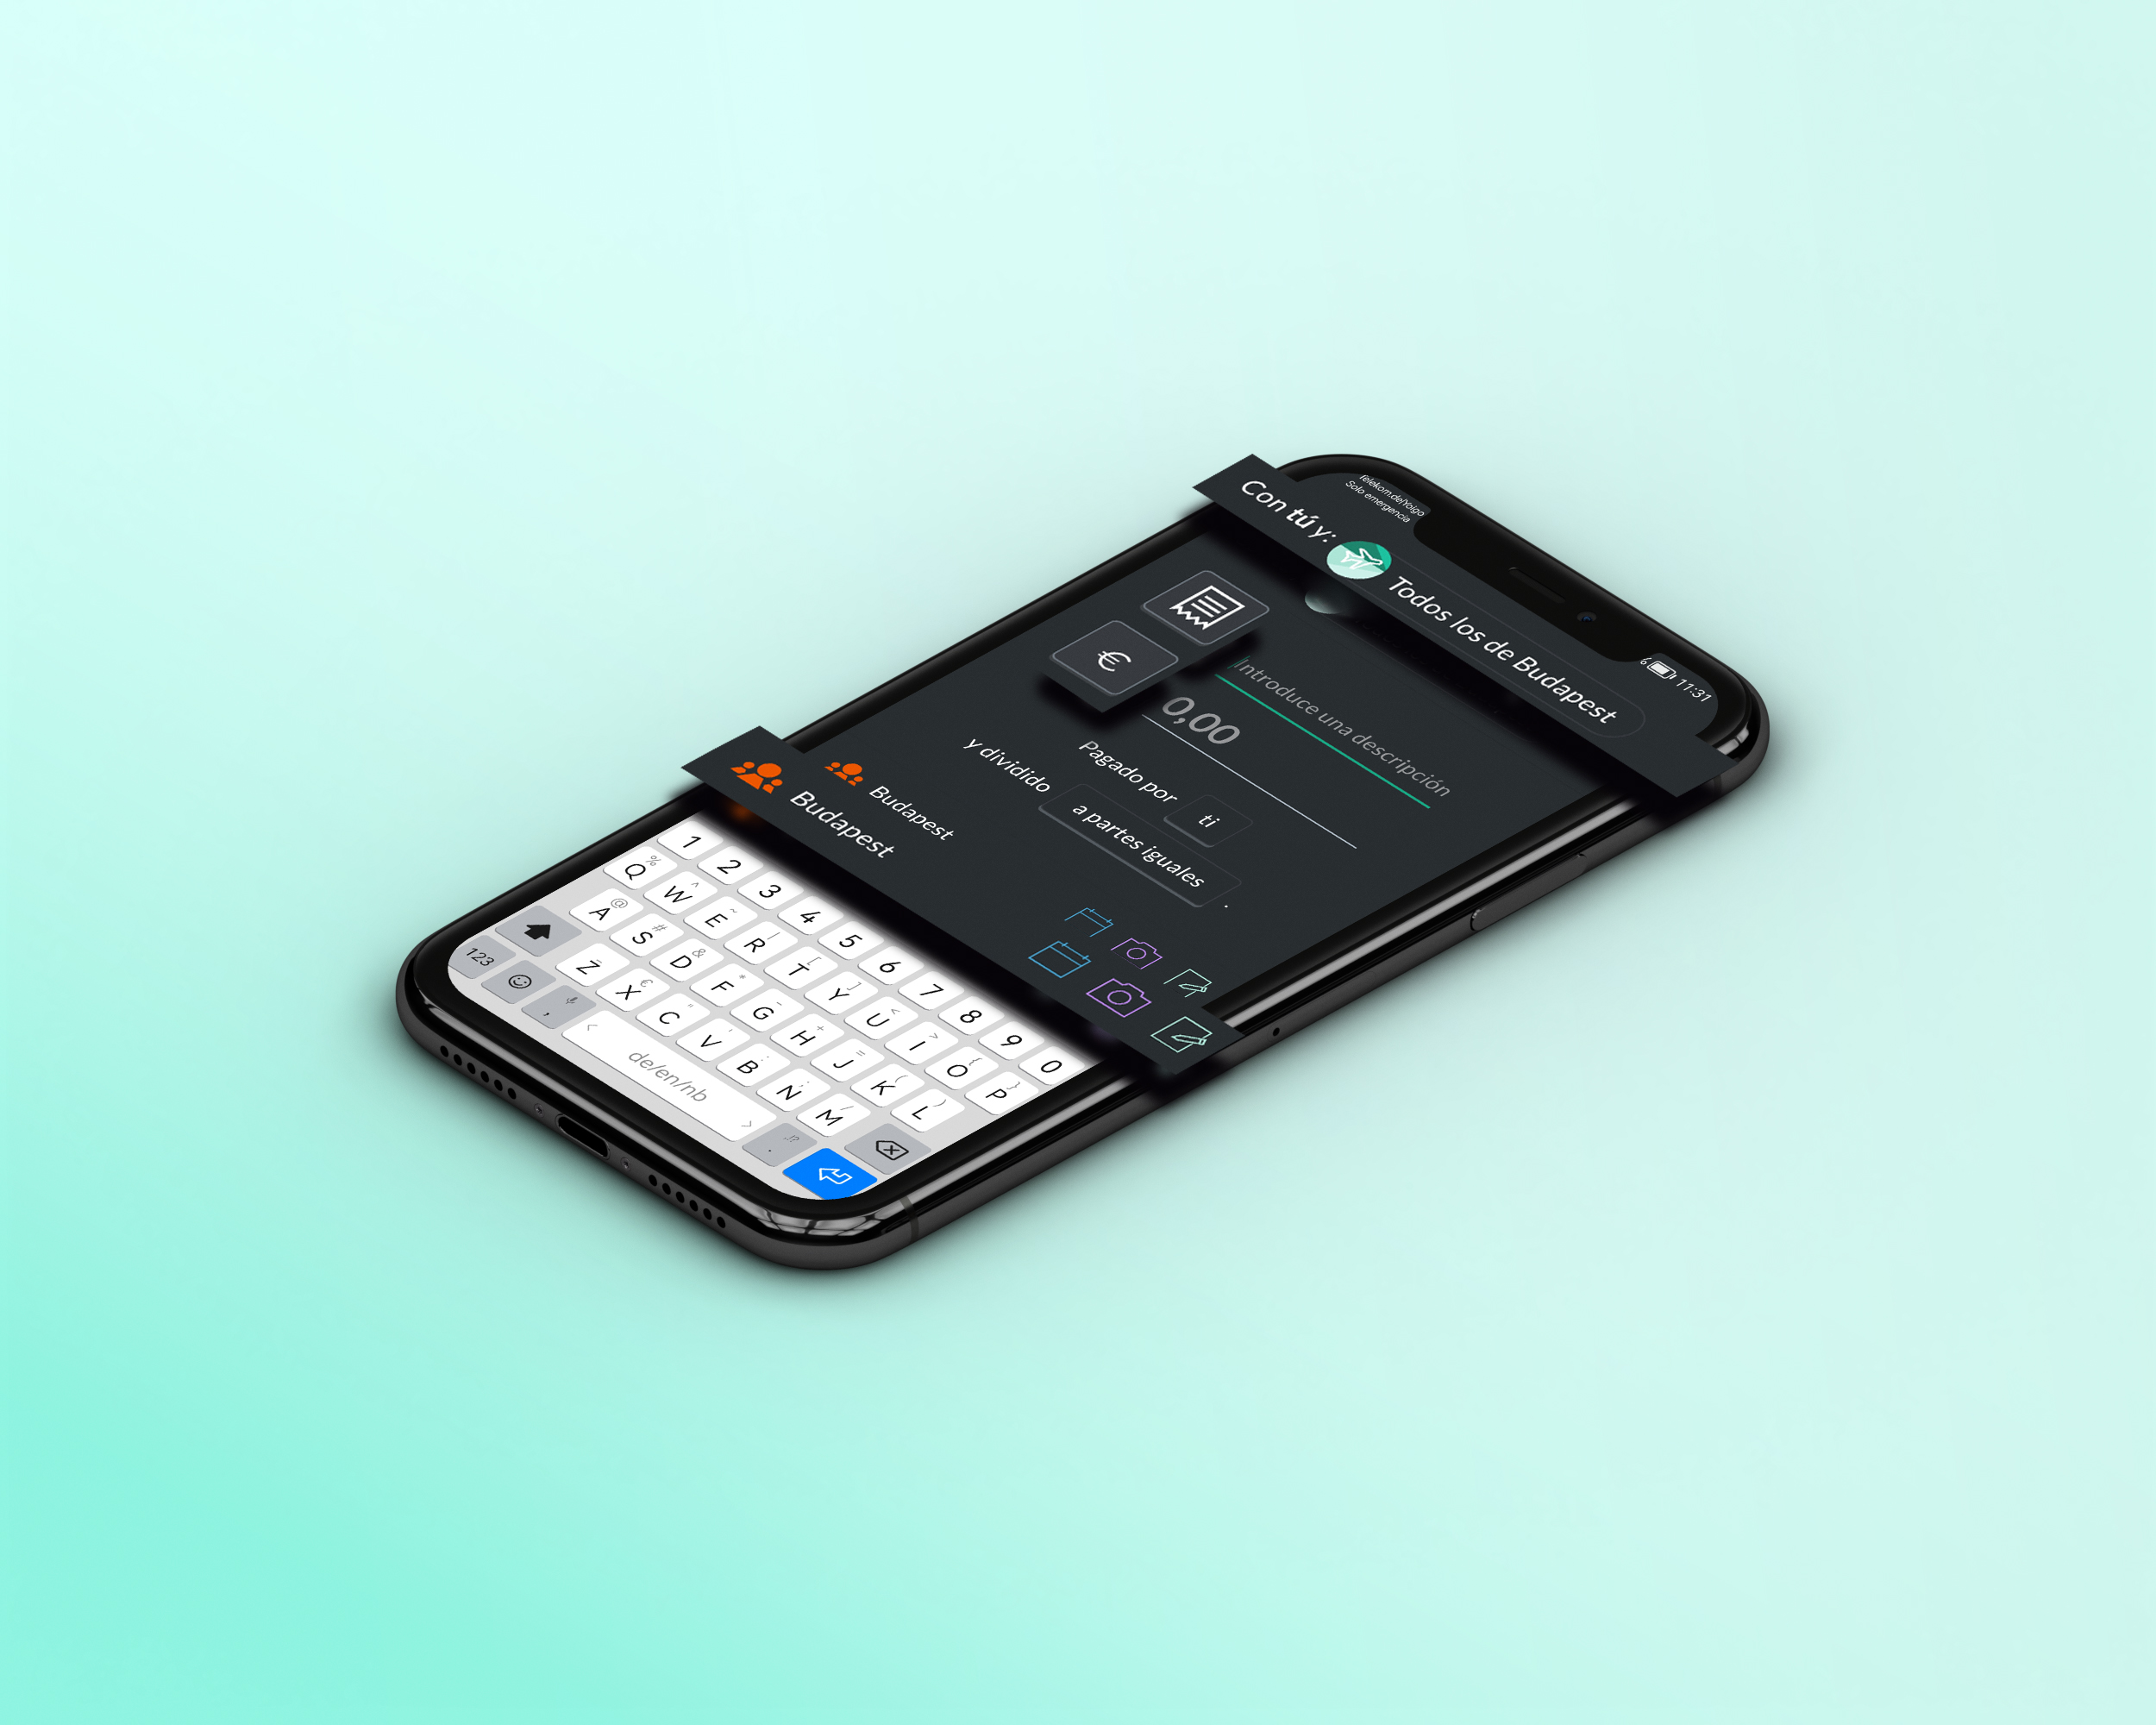 telekom.de|Yoigo
Solo emergencia
6 11:31
Con tú y: Todos los de Budapest
Introduce una descripción
€ 0,00
Pagado por ti
y dividido a partes iguales .
Budapest
Budapest
1 2 3 4 5 6 7 8 9 0
% ^ ~ | [ ] < > { }
Q W E R T Y U I O P
@ # & * - + = ( )
A S D F G H J K L
_ € " ' : ; /
Z X C V B N M
123 , < de/en/nb > . !?